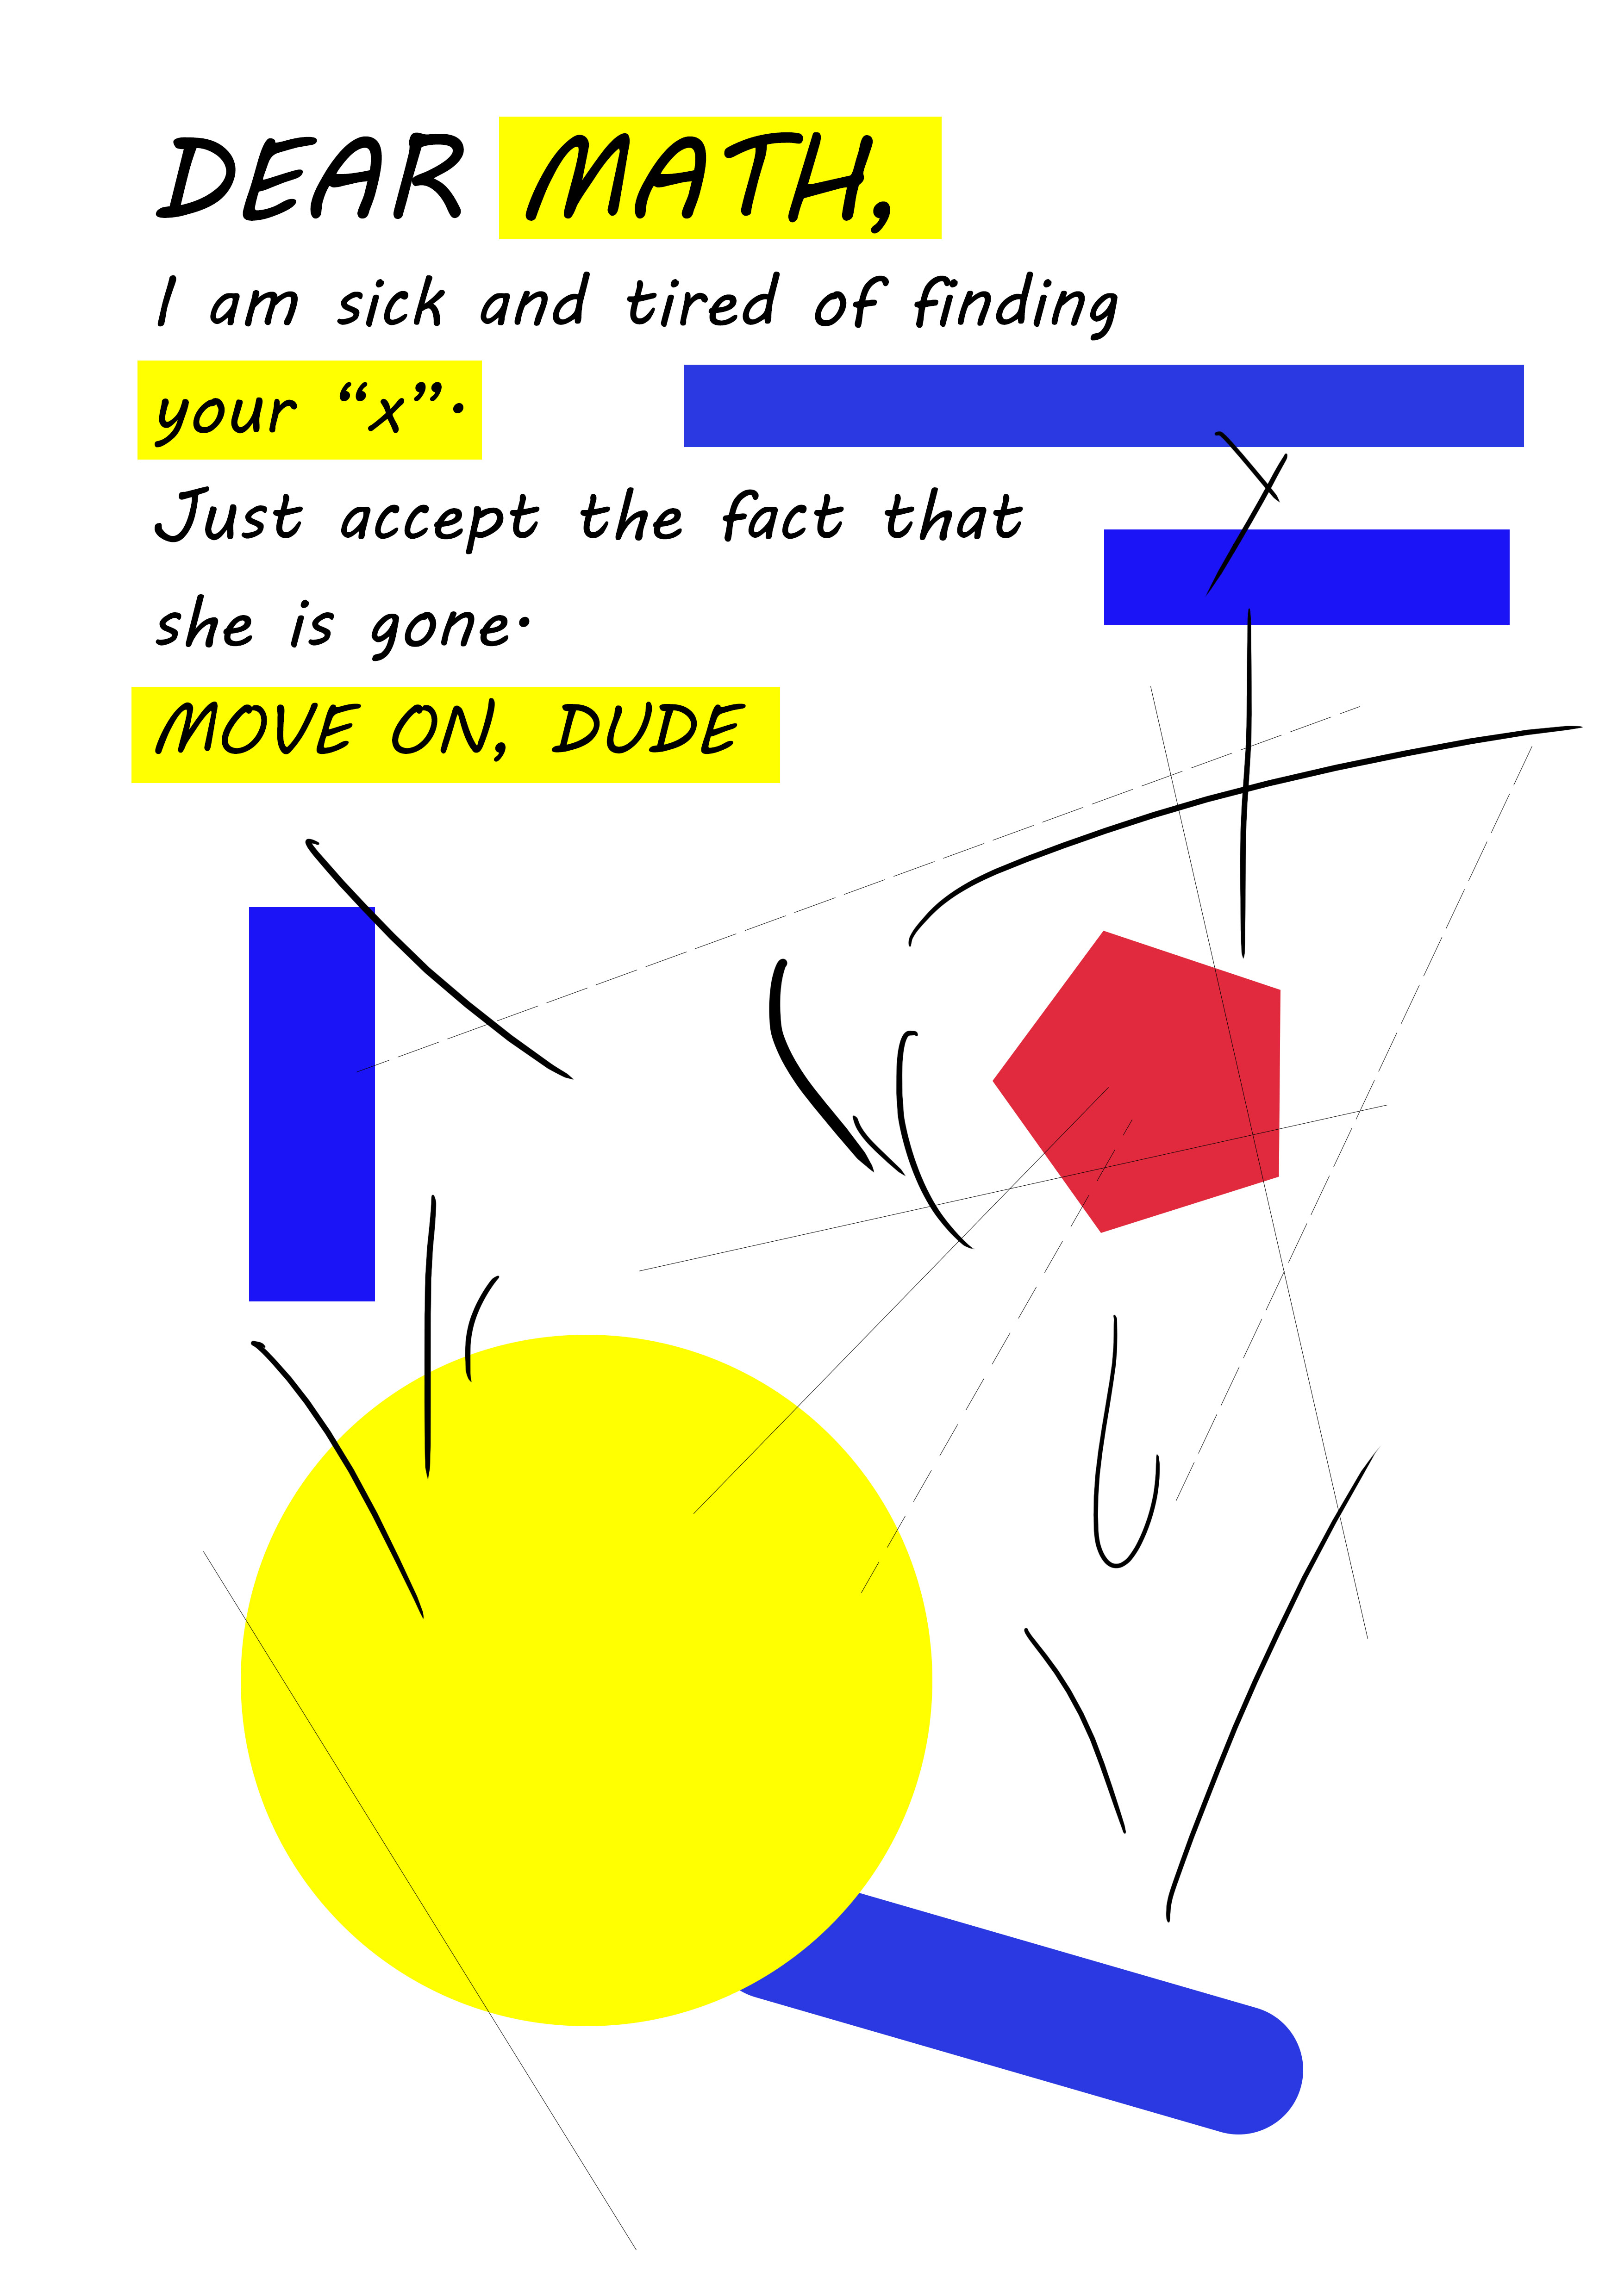 DEAR MATH,
I am sick and tired of finding
your “x”.
Just accept the fact that
she is gone.
MOVE ON, DUDE